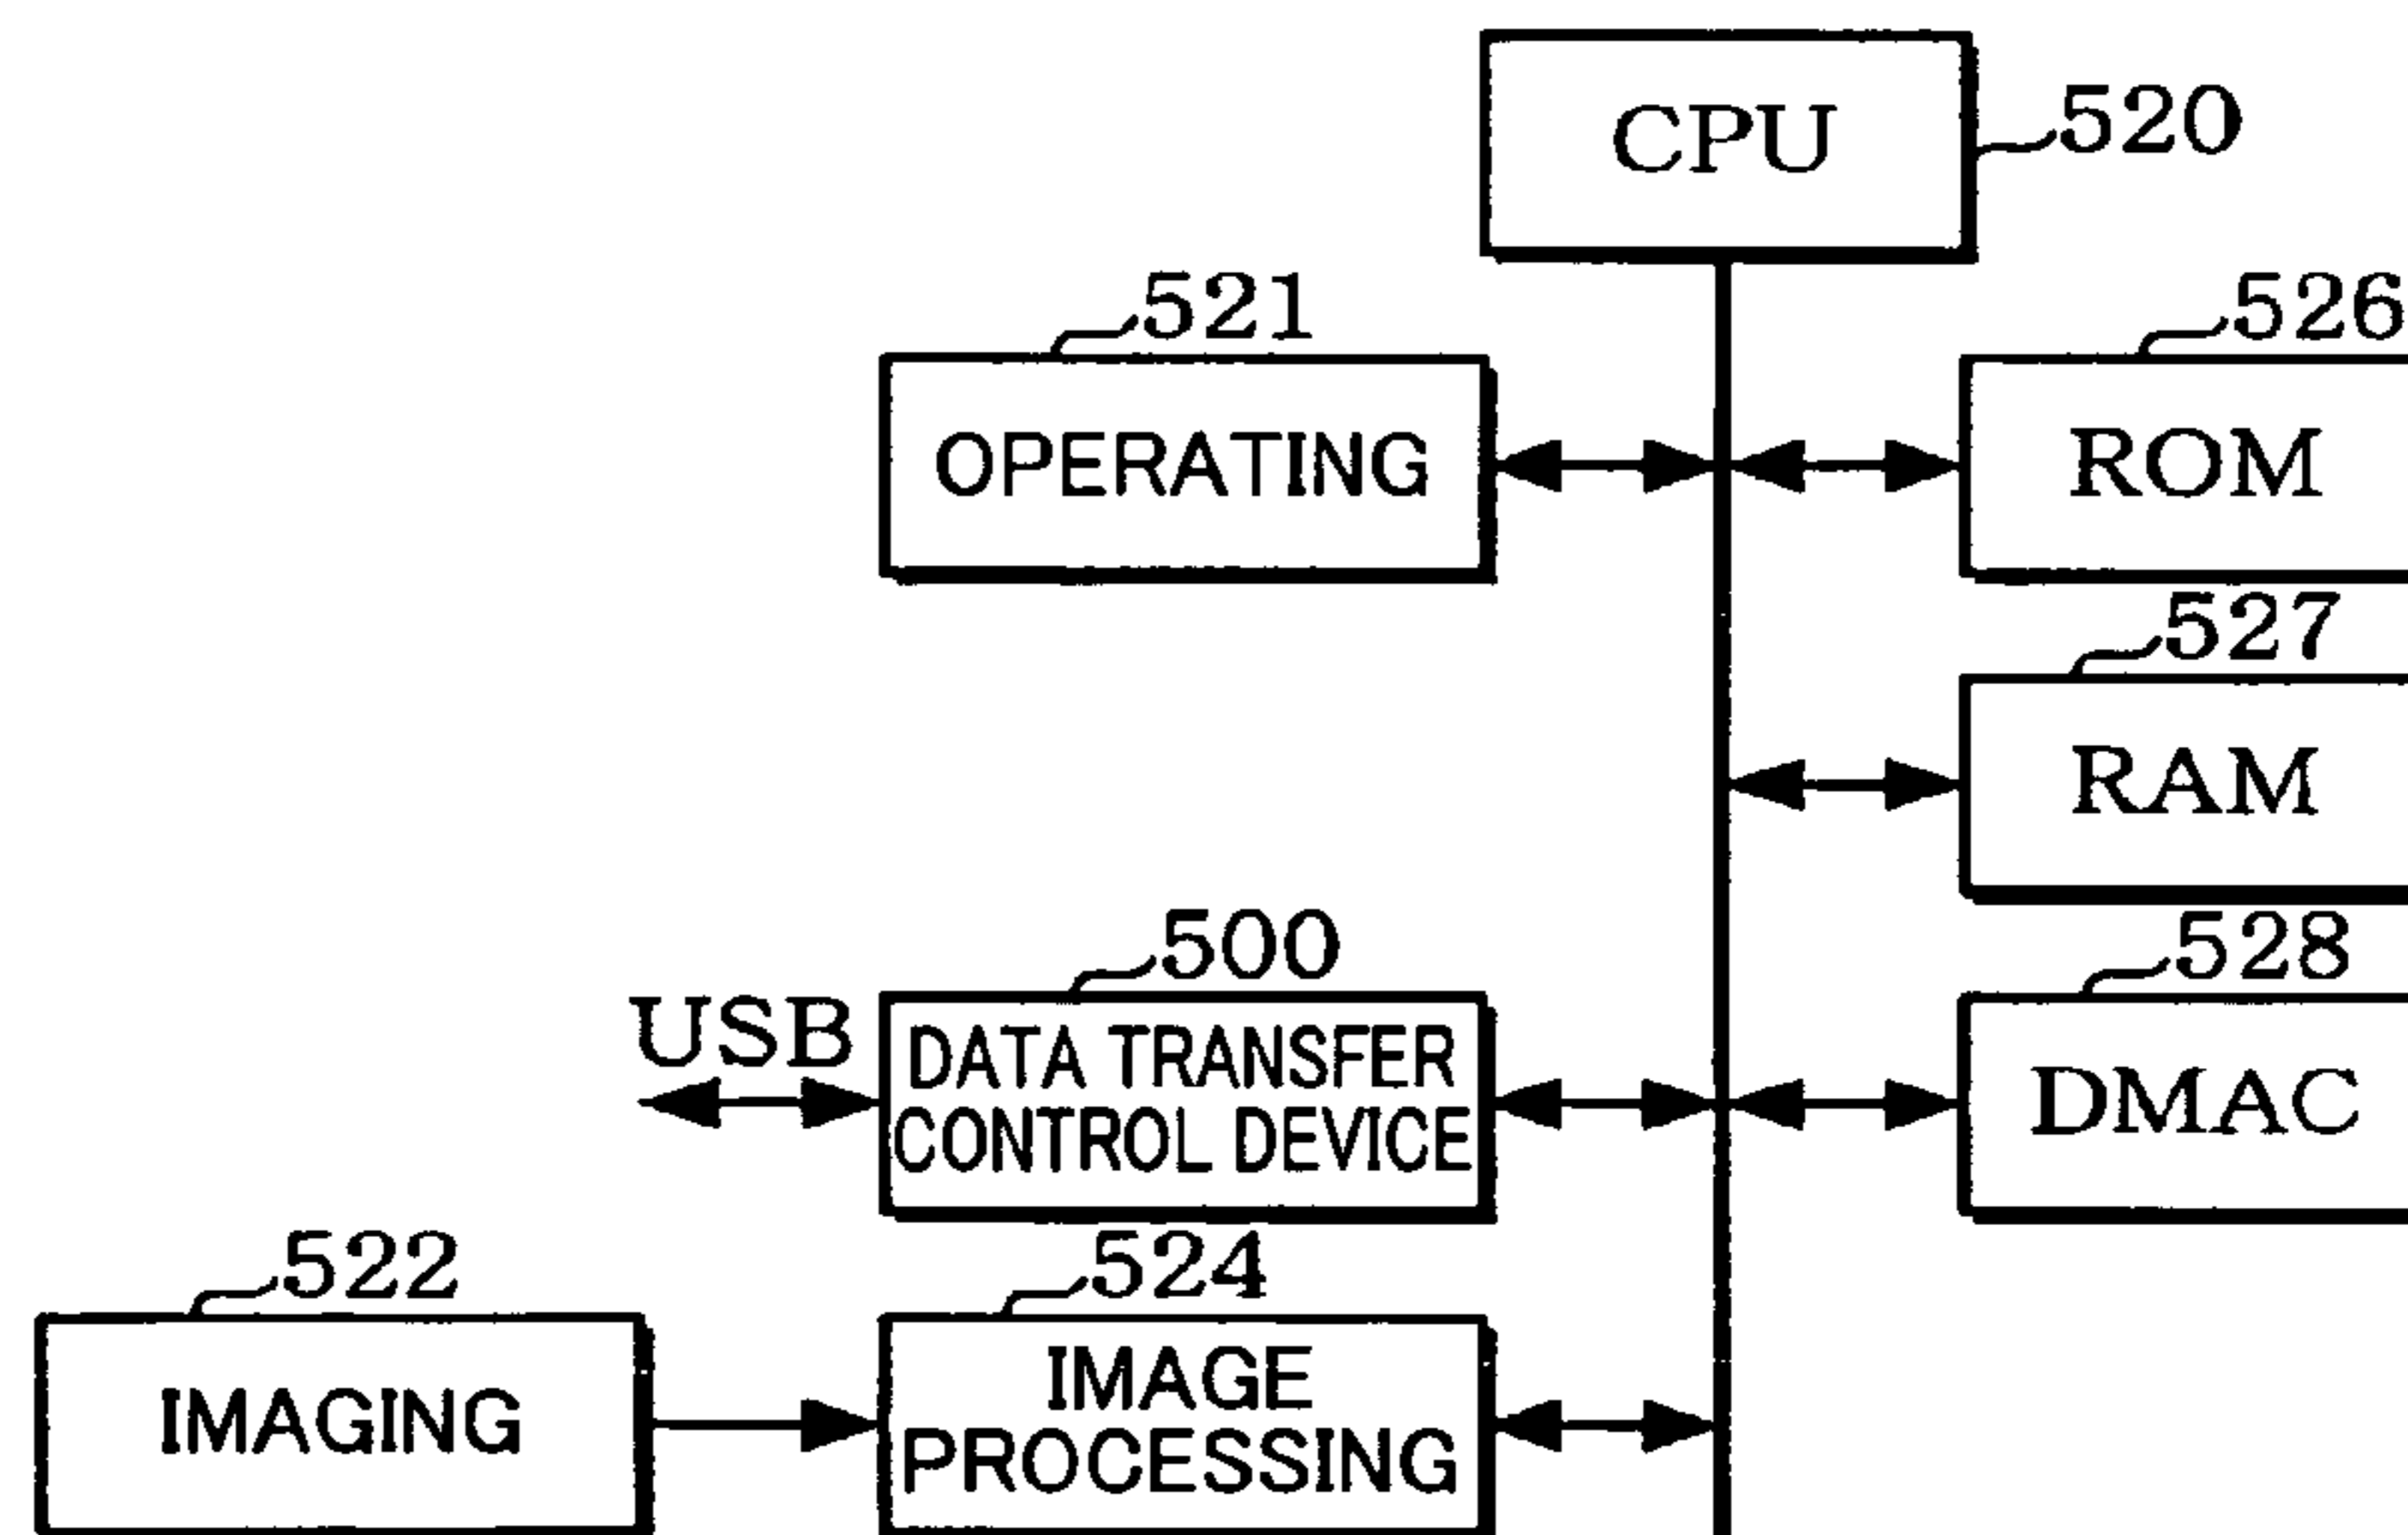 CPU
520
521
526
OPERATING
ROM
527
RAM
500
528
USB
DATA TRANSFER
CONTROL DEVICE
DMAC
522
524
IMAGING
IMAGE
PROCESSING